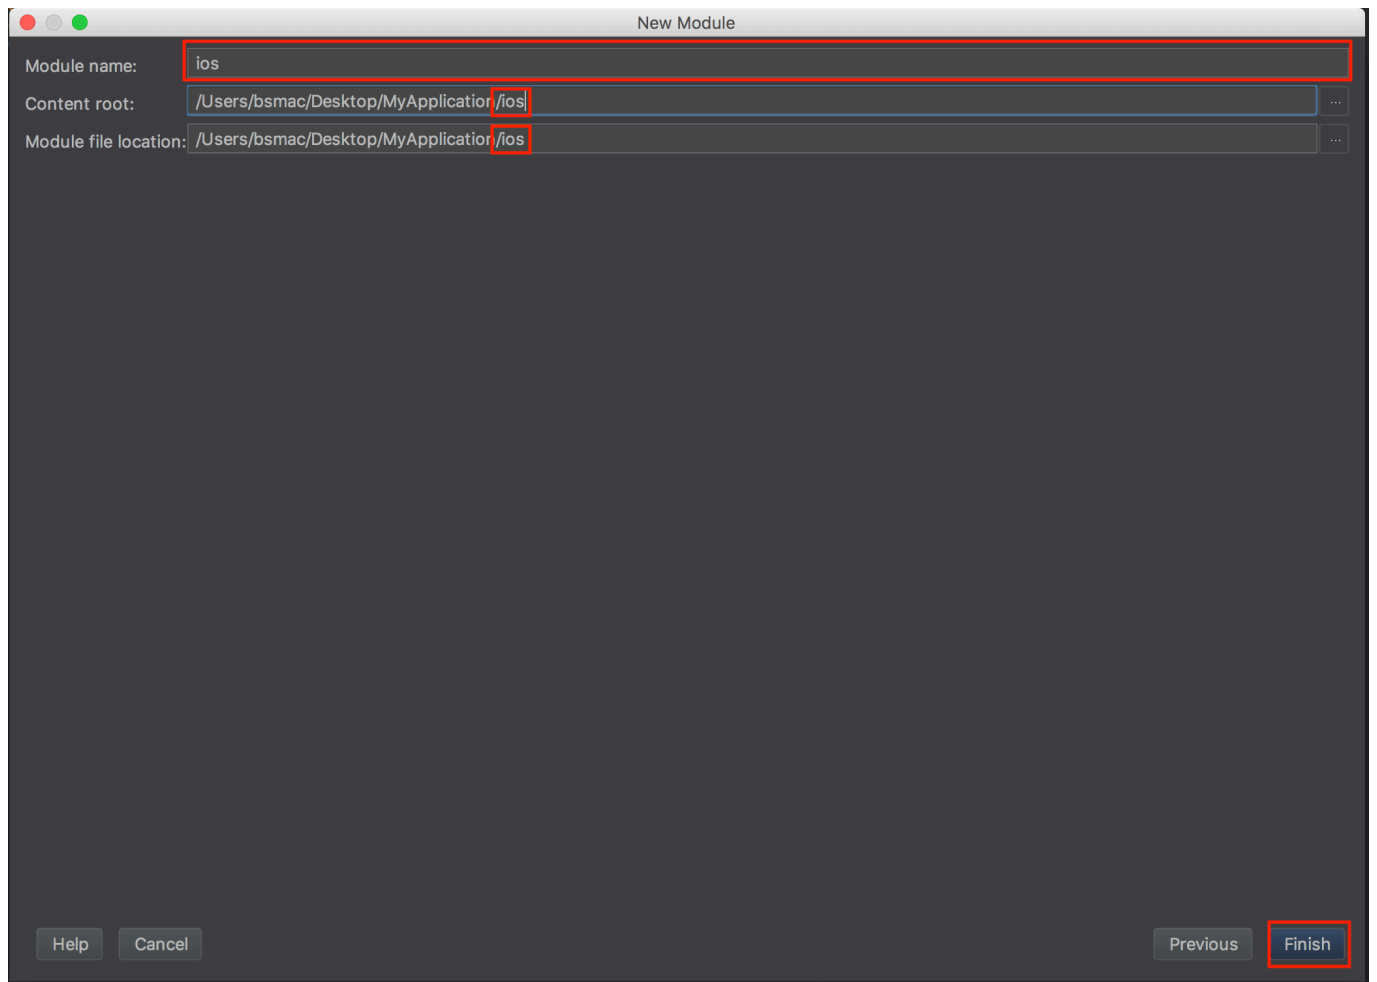 New Module
Module name: ios
Content root: /Users/bsmac/Desktop/MyApplication/ios ...
Module file location: /Users/bsmac/Desktop/MyApplication/ios ...
Help Cancel Previous Finish